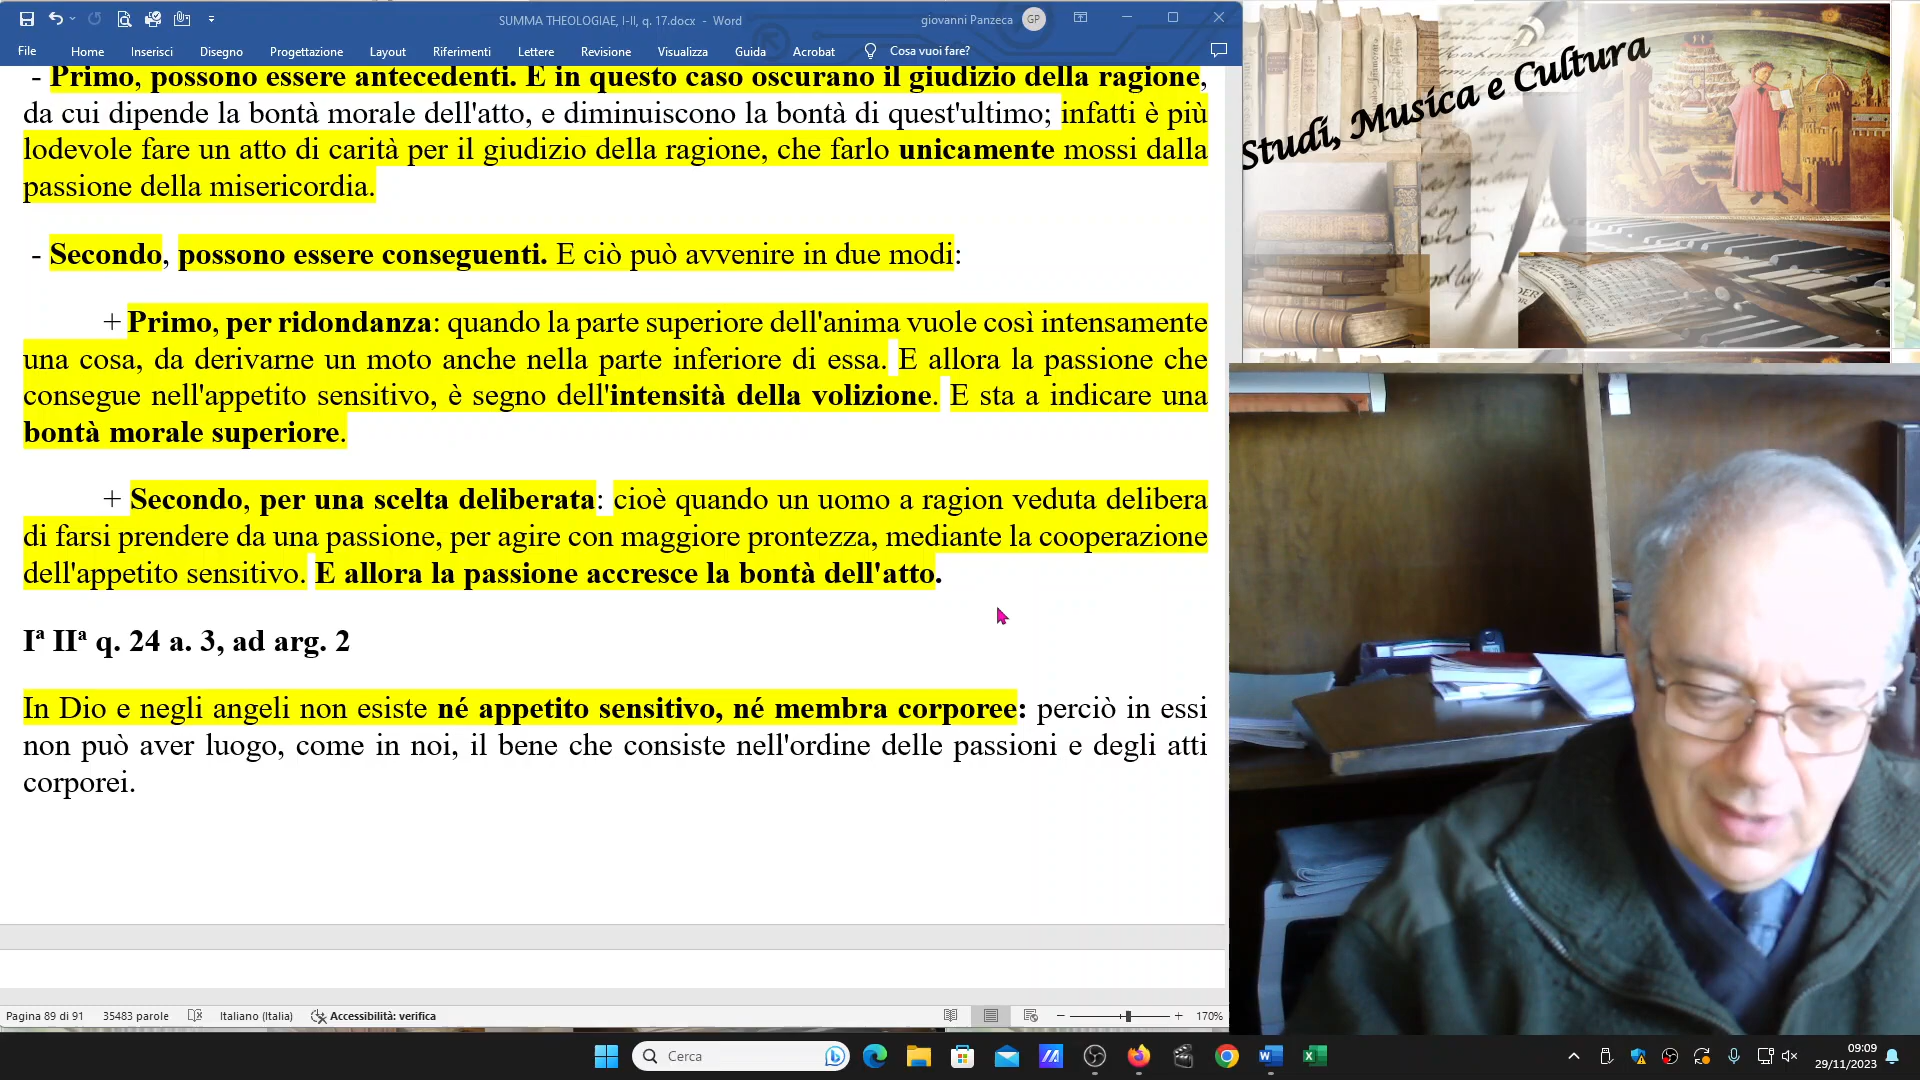 SUMMA THEOLOGIAE, I-II, q. 17.docx - Word
giovanni Panzeca GP
File Home Inserisci Disegno Progettazione Layout Riferimenti Lettere Revisione Visualizza Guida Acrobat Cosa vuoi fare?
- Primo, possono essere antecedenti. E in questo caso oscurano il giudizio della ragione,
da cui dipende la bontà morale dell'atto, e diminuiscono la bontà di quest'ultimo; infatti è più
lodevole fare un atto di carità per il giudizio della ragione, che farlo unicamente mossi dalla
passione della misericordia.
- Secondo, possono essere conseguenti. E ciò può avvenire in due modi:
+ Primo, per ridondanza: quando la parte superiore dell'anima vuole così intensamente
una cosa, da derivarne un moto anche nella parte inferiore di essa. E allora la passione che
consegue nell'appetito sensitivo, è segno dell'intensità della volizione. E sta a indicare una
bontà morale superiore.
+ Secondo, per una scelta deliberata: cioè quando un uomo a ragion veduta delibera
di farsi prendere da una passione, per agire con maggiore prontezza, mediante la cooperazione
dell'appetito sensitivo. E allora la passione accresce la bontà dell'atto.
Iª IIª q. 24 a. 3, ad arg. 2
In Dio e negli angeli non esiste né appetito sensitivo, né membra corporee: perciò in essi
non può aver luogo, come in noi, il bene che consiste nell'ordine delle passioni e degli atti
corporei.
Pagina 89 di 91 35483 parole Italiano (Italia) Accessibilità: verifica 170%
Studi, Musica e Cultura
Cerca
09:09
29/11/2023